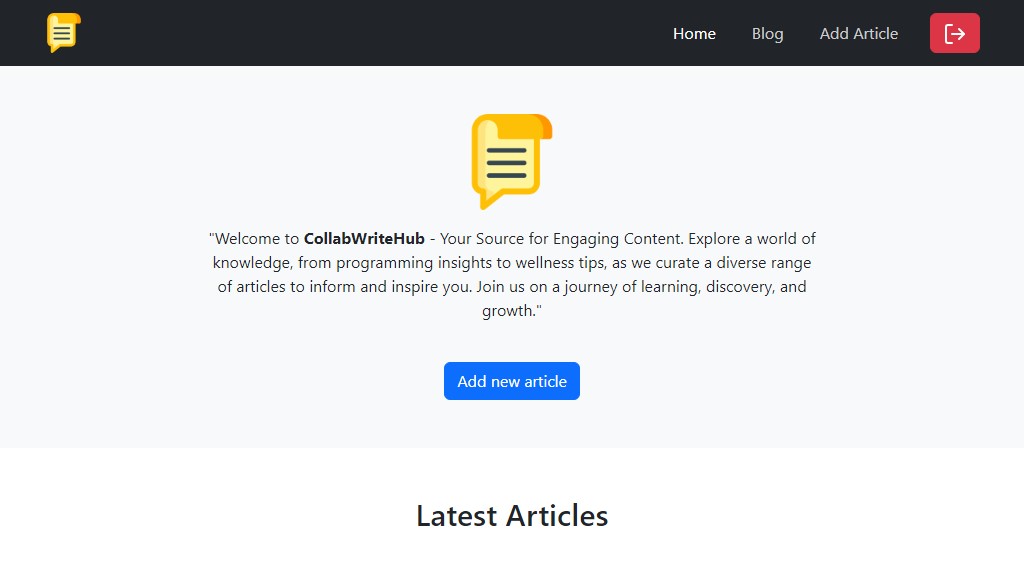 Home Blog Add Article
"Welcome to CollabWriteHub - Your Source for Engaging Content. Explore a world of
knowledge, from programming insights to wellness tips, as we curate a diverse range
of articles to inform and inspire you. Join us on a journey of learning, discovery, and
growth."
Add new article
Latest Articles